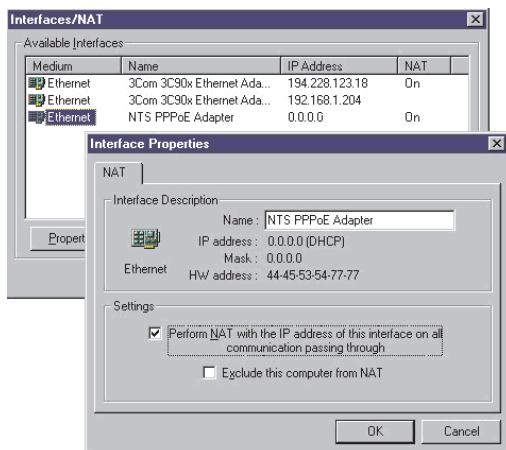 Interfaces/NAT
Available Interfaces
Medium Name IP Address NAT
Ethernet 3Com 3C90x Ethernet Ada... 194.228.123.18 On
Ethernet 3Com 3C90x Ethernet Ada... 192.168.1.204
Ethernet NTS PPPoE Adapter 0.0.0.0 On
Propert
Interface Properties
NAT
Interface Description
Name : NTS PPPoE Adapter
IP address : 0.0.0.0 (DHCP)
Mask : 0.0.0.0
Ethernet HW address : 44-45-53-54-77-77
Settings
Perform NAT with the IP address of this interface on all
communication passing through
Exclude this computer from NAT
OK Cancel